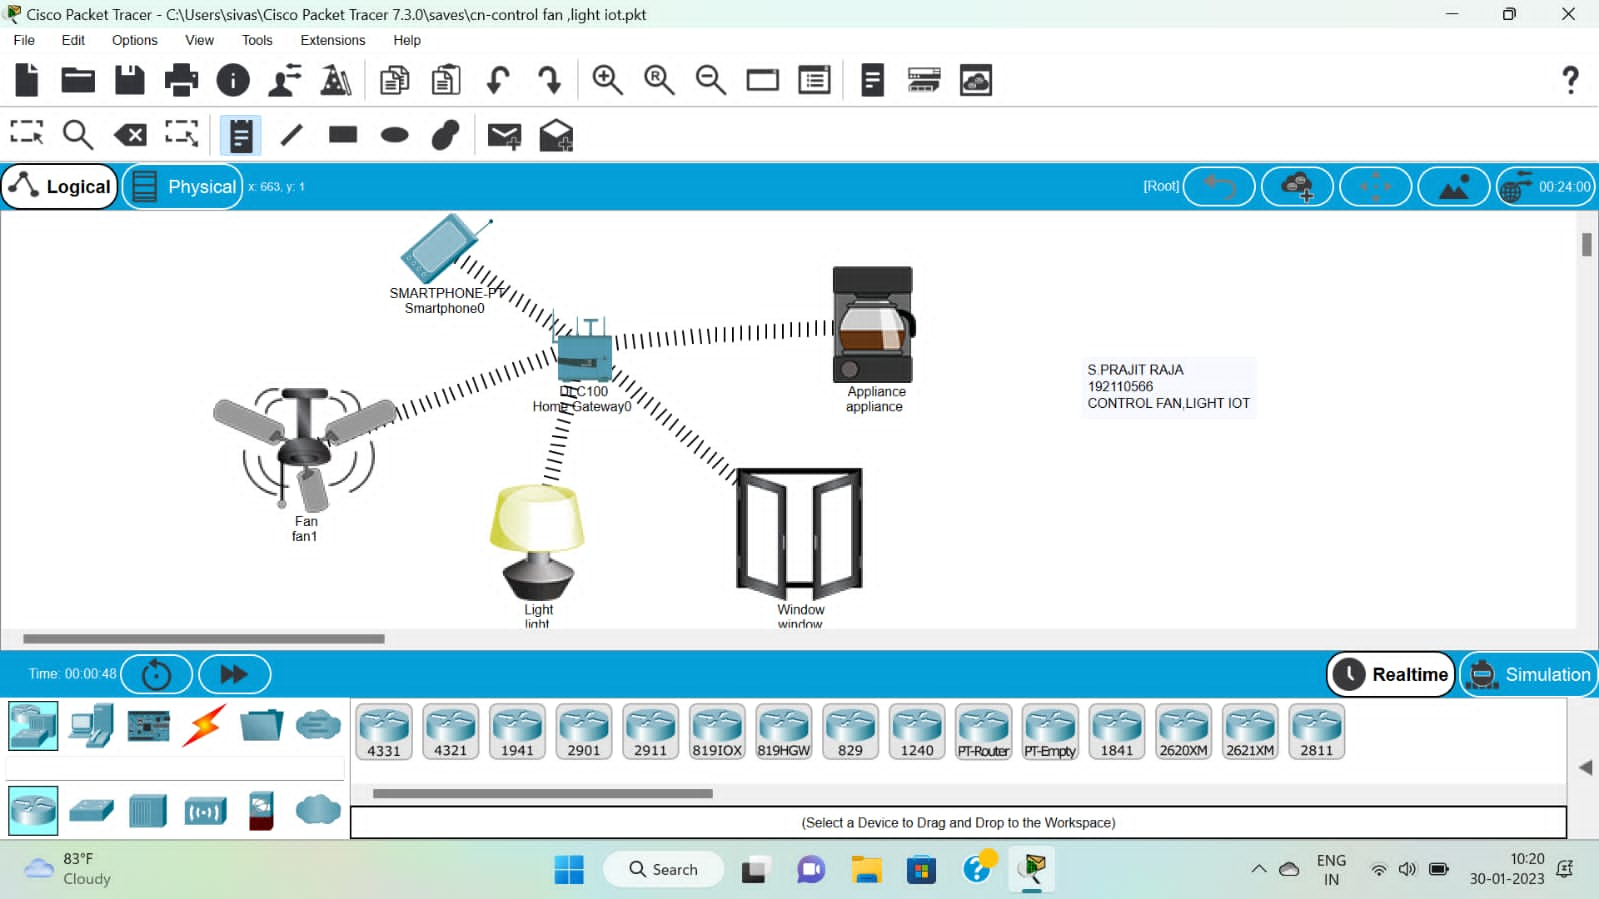 Cisco Packet Tracer - C:\Users\sivas\Cisco Packet Tracer 7.3.0\saves\cn-control fan ,light iot.pkt
File Edit Options View Tools Extensions Help
R
?
Logical Physical x: 663, y: 1 [Root] 00:24:00
SMARTPHONE-PT
Smartphone0
DLC100
Home Gateway0
Appliance
appliance
S.PRAJIT RAJA
192110566
CONTROL FAN,LIGHT IOT
Fan
fan1
Light
light
Window
window
Time: 00:00:48 Realtime Simulation
4331 4321 1941 2901 2911 819IOX 819HGW 829 1240 PT-Router PT-Empty 1841 2620XM 2621XM 2811
(Select a Device to Drag and Drop to the Workspace)
83°F
Cloudy
Search
ENG
IN
10:20
30-01-2023